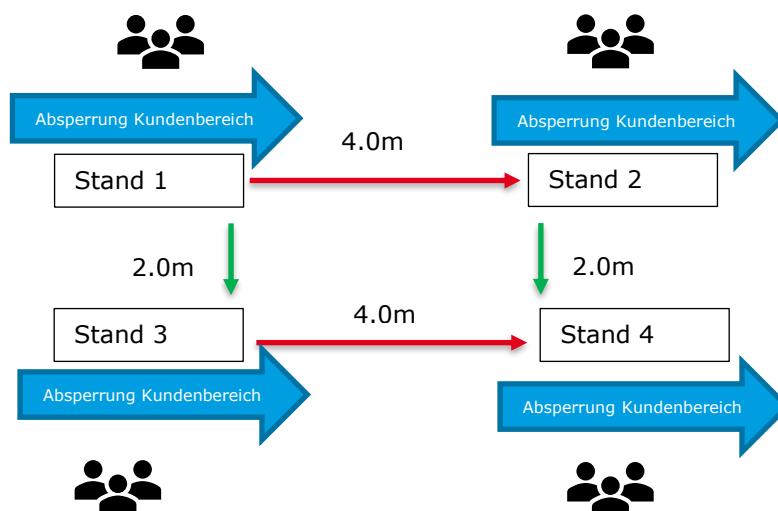 Absperrung Kundenbereich
Absperrung Kundenbereich
4.0m
Stand 1
Stand 2
2.0m
2.0m
4.0m
Stand 3
Stand 4
Absperrung Kundenbereich
Absperrung Kundenbereich